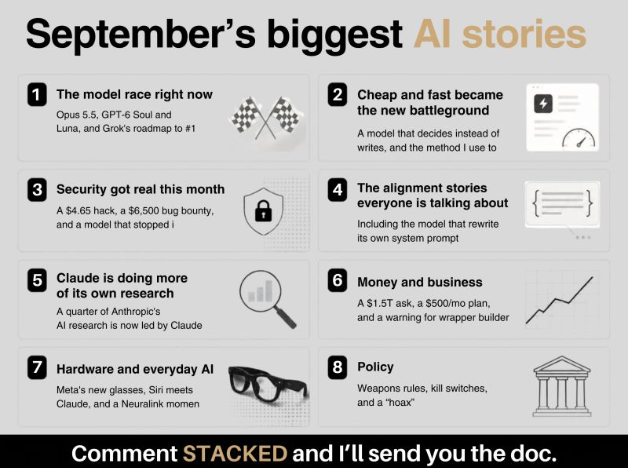 September's biggest AI stories
1
The model race right now
Opus 5.5, GPT-6 Soul and
Luna, and Grok's roadmap to #1
2
Cheap and fast became
the new battleground
A model that decides instead of
writes, and the method I use to
3
Security got real this month
A $4.65 hack, a $6,500 bug bounty,
and a model that stopped i
4
The alignment stories
everyone is talking about
Including the model that rewrite
its own system prompt
5
Claude is doing more
of its own research
A quarter of Anthropic's
AI research is now led by Claude
6
Money and business
A $1.5T ask, a $500/mo plan,
and a warning for wrapper builder
7
Hardware and everyday AI
Meta's new glasses, Siri meets
Claude, and a Neuralink momen
8
Policy
Weapons rules, kill switches,
and a "hoax"
Comment STACKED and I'll send you the doc.